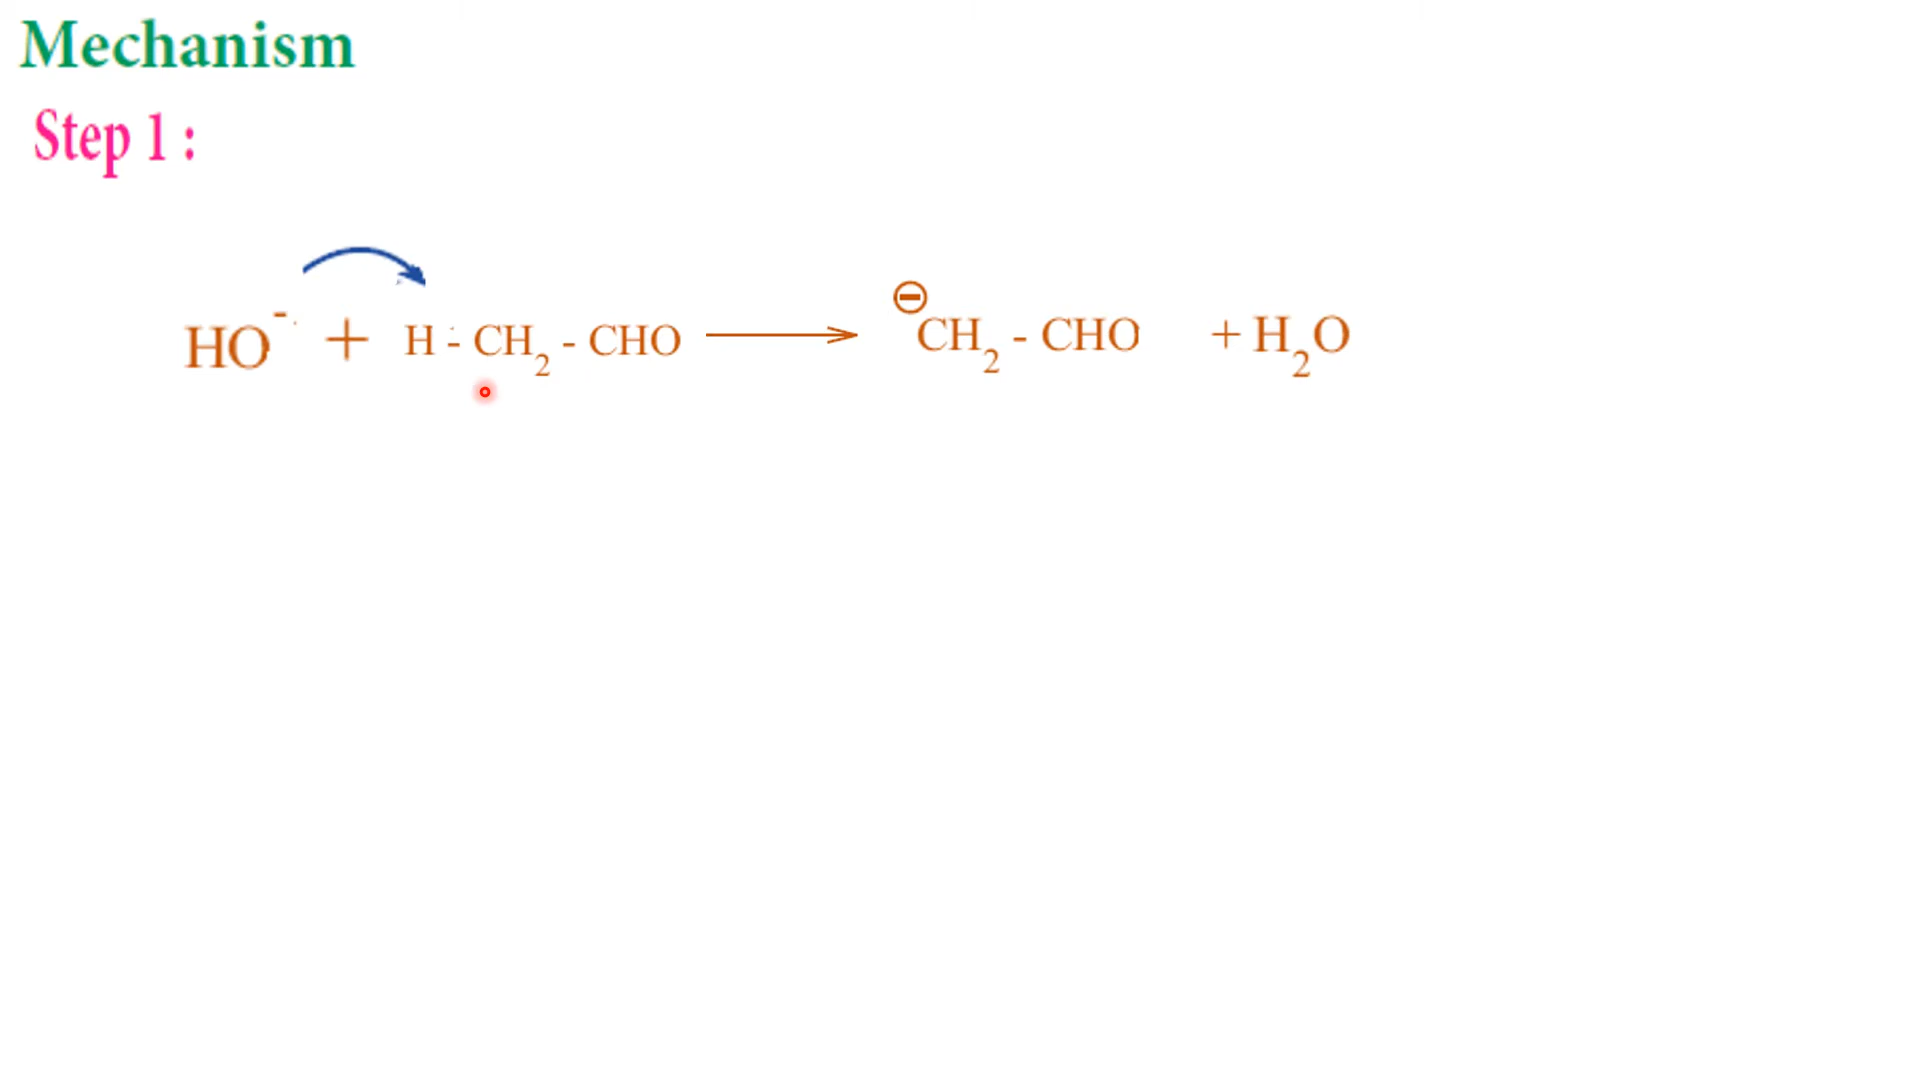 Mechanism
Step 1 :
HO⁻ + H - CH₂ - CHO ⟶ ⊖CH₂ - CHO + H₂O